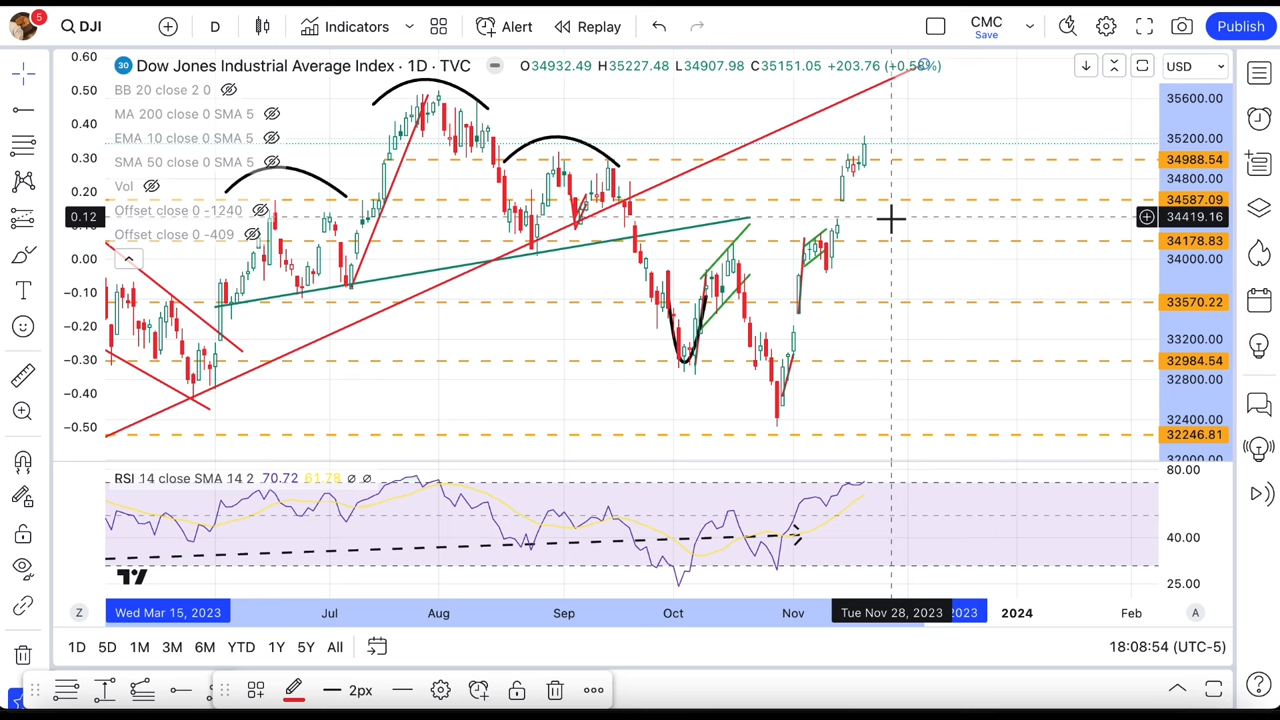 5
DJI
D
Indicators
Alert
Replay
CMC
Save
Publish
30 Dow Jones Industrial Average Index · 1D · TVC O34932.49 H35227.48 L34907.98 C35151.05 +203.76 (+0.58%)
USD
BB 20 close 2 0
MA 200 close 0 SMA 5
EMA 10 close 0 SMA 5
SMA 50 close 0 SMA 5
Vol
Offset close 0 -1240
Offset close 0 -409
0.60
0.50
0.40
0.30
0.20
0.12
0.00
−0.10
−0.20
−0.30
−0.40
−0.50
35600.00
35200.00
34988.54
34800.00
34587.09
34419.16
34178.83
34000.00
33570.22
33200.00
32984.54
32800.00
32400.00
32246.81
32000.00
RSI 14 close SMA 14 2 70.72 61.78 ∅ ∅
80.00
40.00
25.00
Z
Wed Mar 15, 2023
Jul
Aug
Sep
Oct
Nov
Tue Nov 28, 2023
2023
2024
Feb
A
1D 5D 1M 3M 6M YTD 1Y 5Y All
18:08:54 (UTC-5)
2px